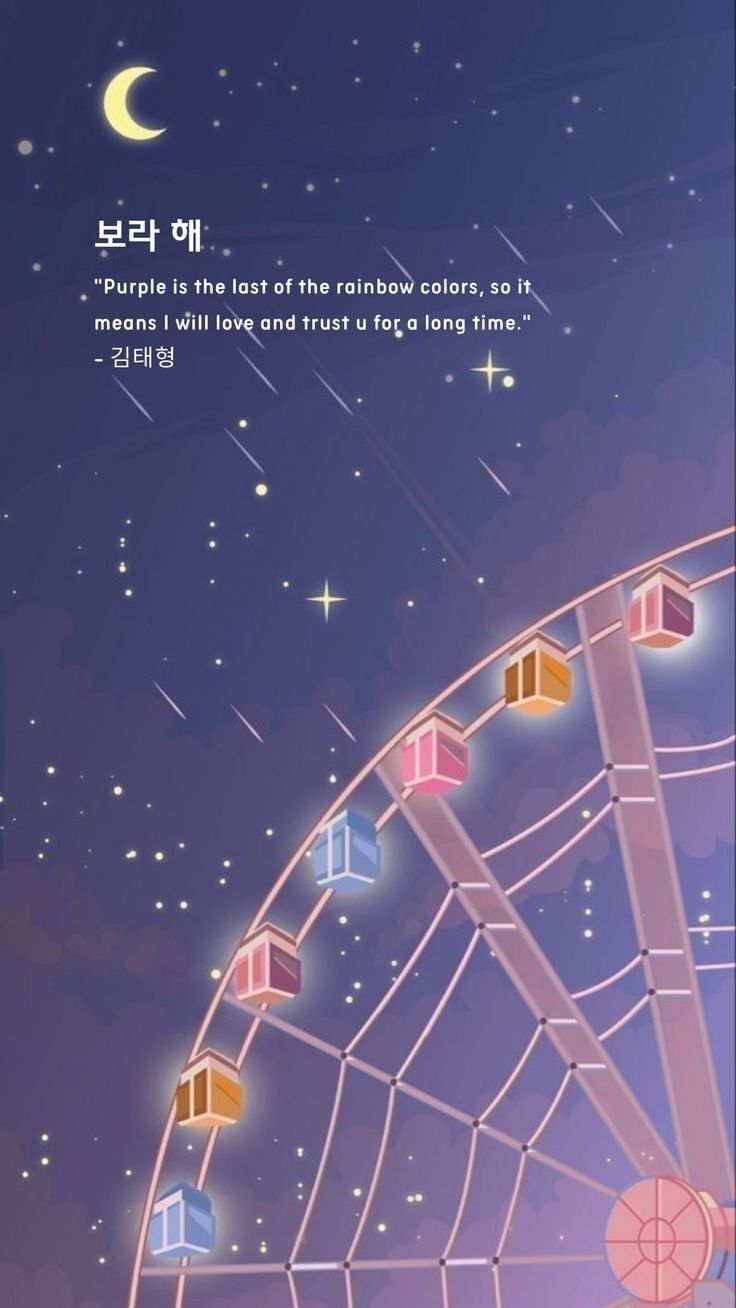 보라 해
"Purple is the last of the rainbow colors, so it
means I will love and trust u for a long time."
- 김태형